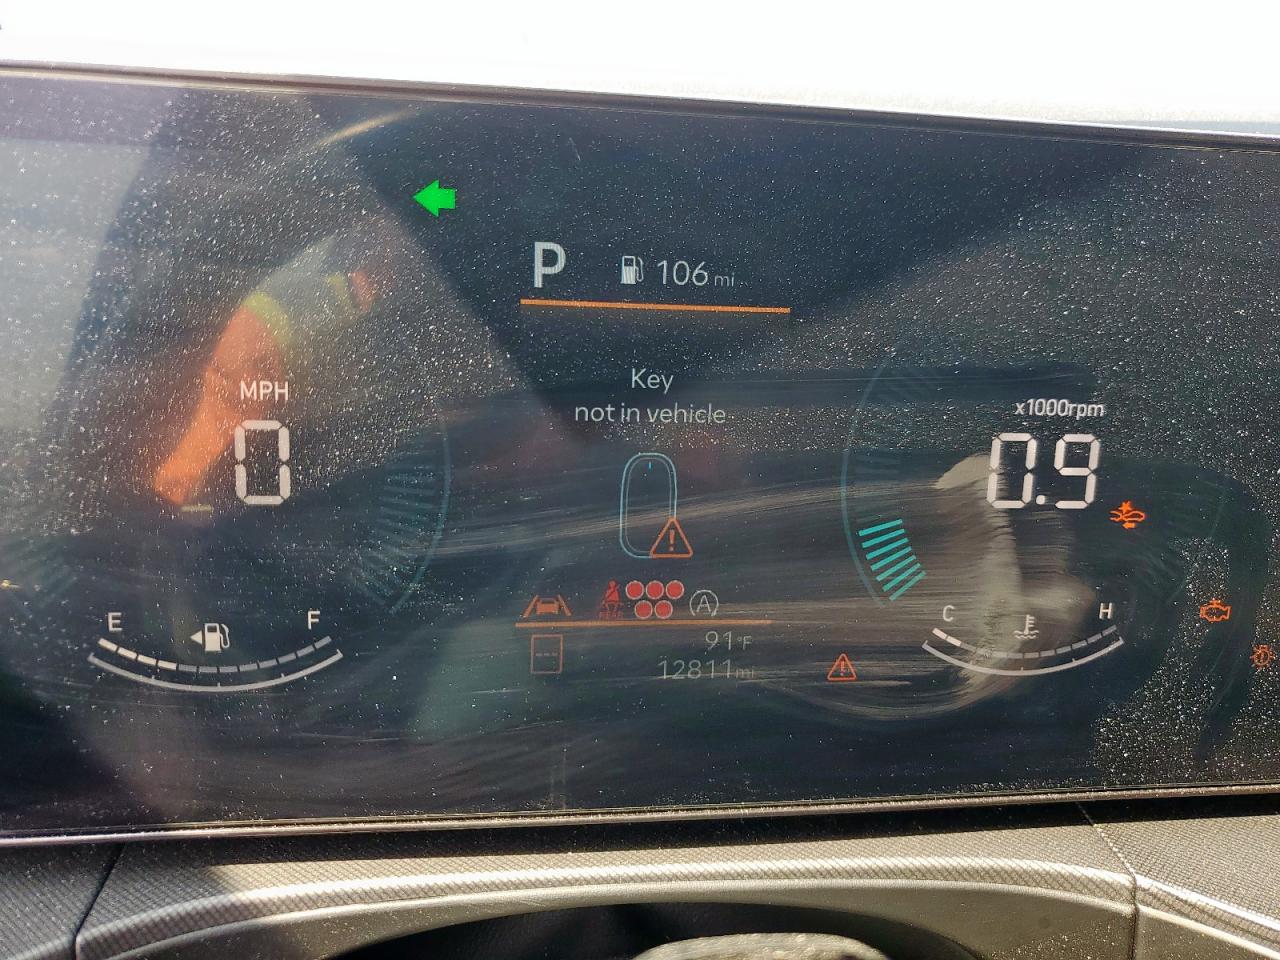 P 106 mi
Key
not in vehicle
MPH
0
x1000rpm
0.9
E F
C H
A
91°F
12811mi